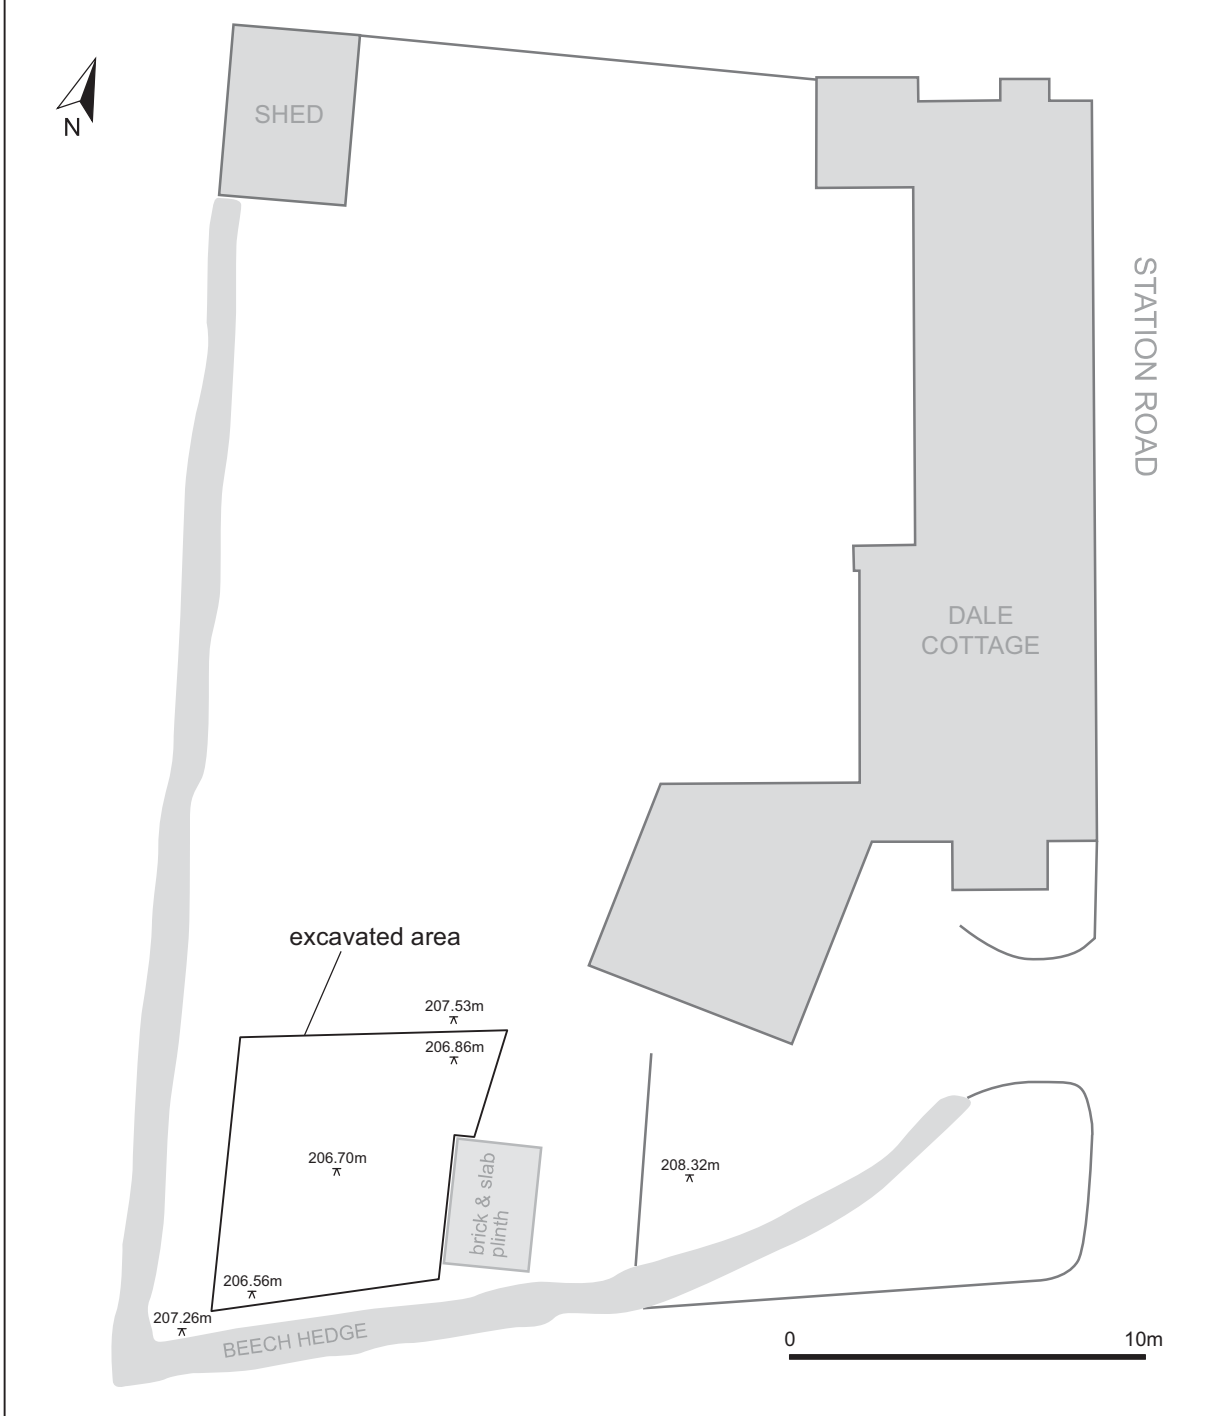 SHED
N
STATION ROAD
DALE
COTTAGE
excavated area
207.53m
206.86m
206.70m
208.32m
brick & slab
plinth
206.56m
207.26m
BEECH HEDGE
0 10m